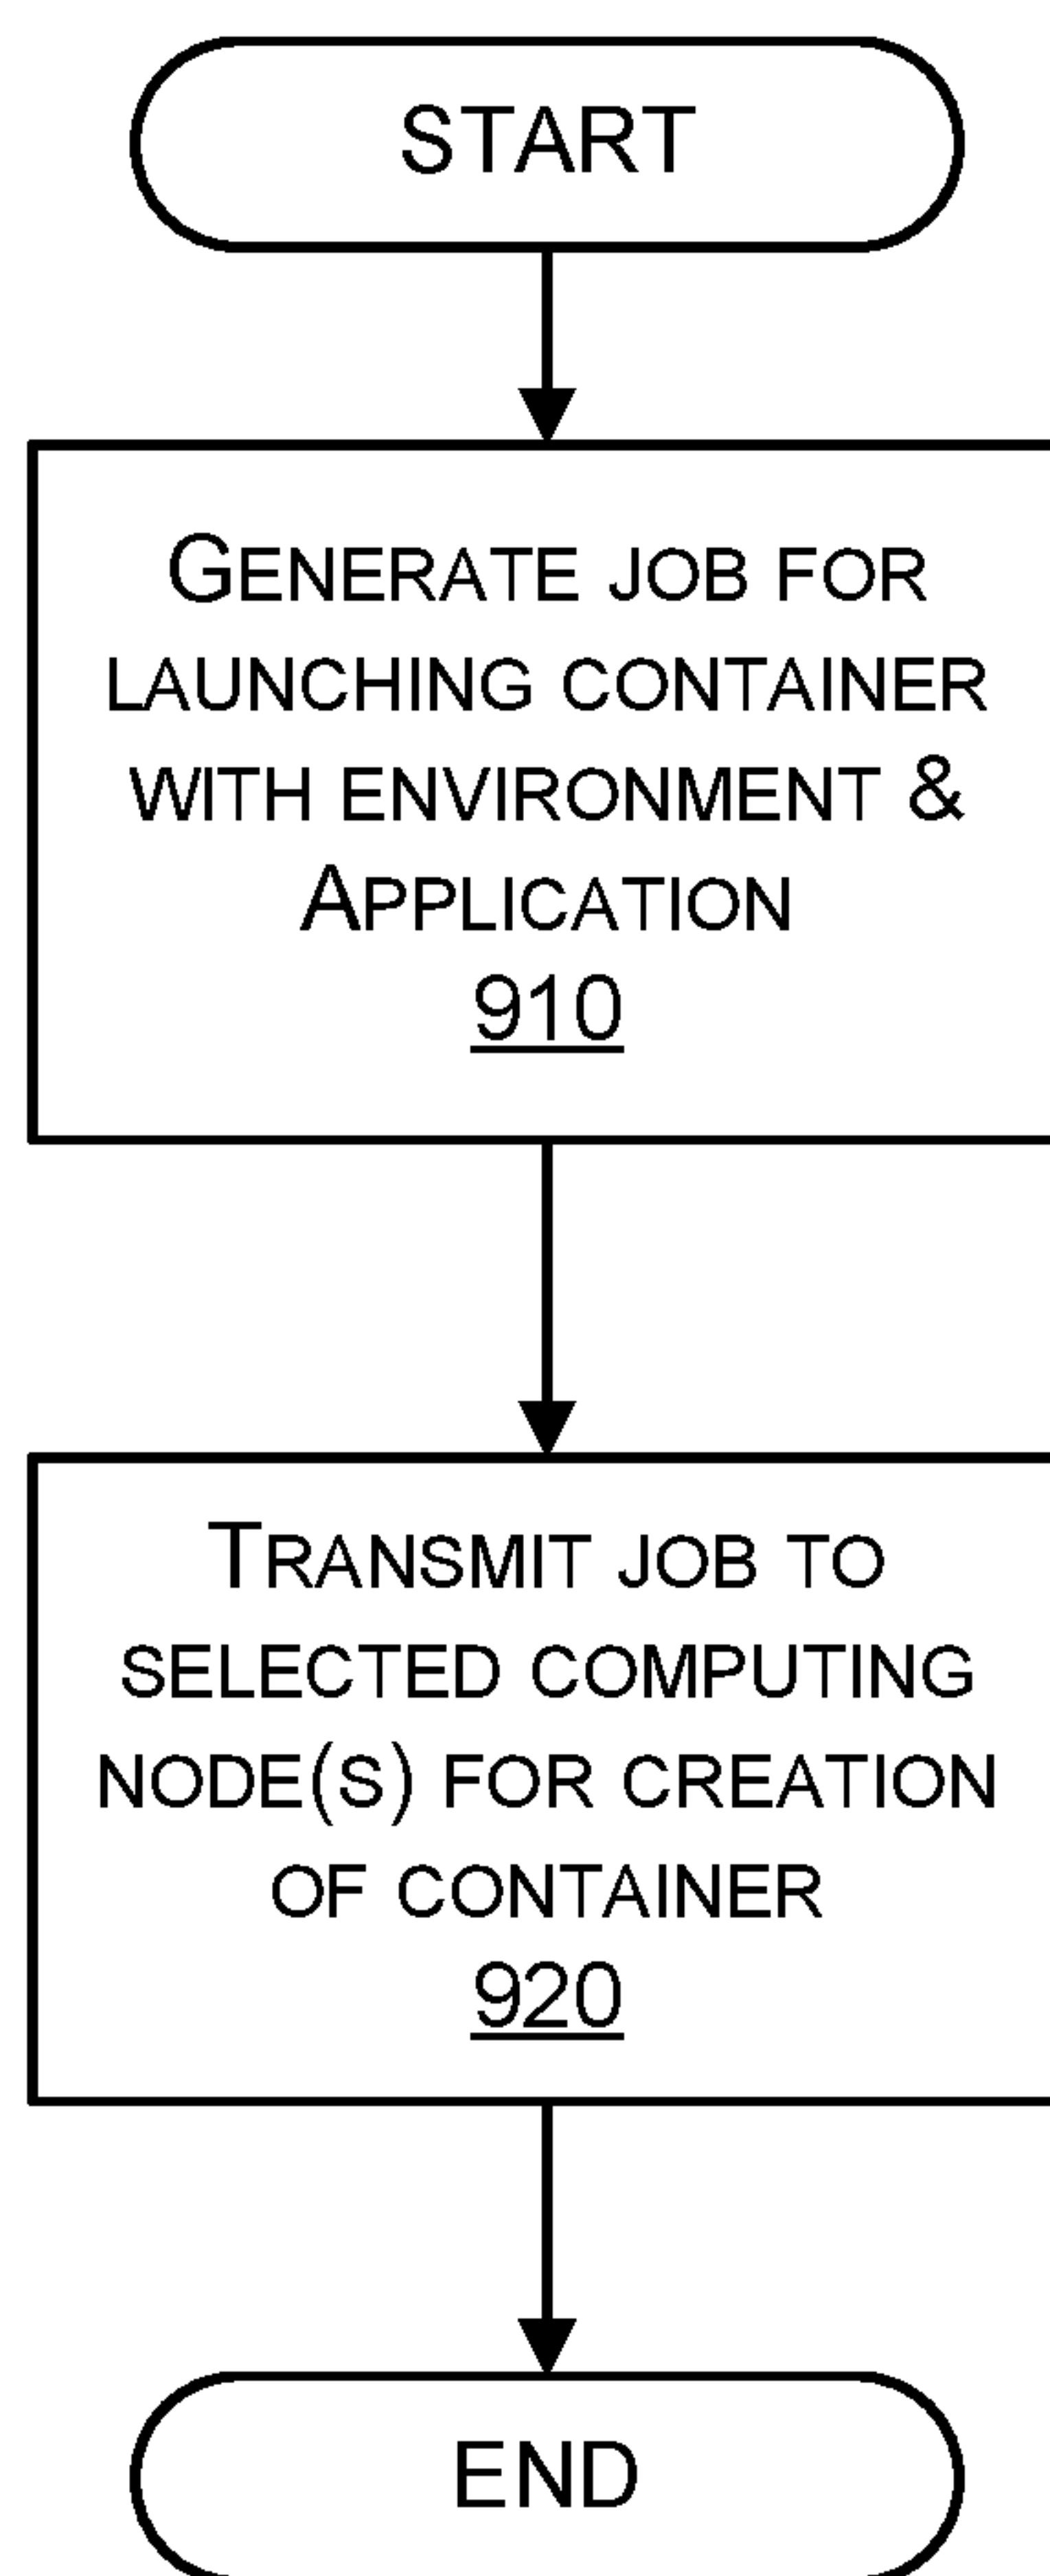 START
GENERATE JOB FOR
LAUNCHING CONTAINER
WITH ENVIRONMENT &
APPLICATION
910
TRANSMIT JOB TO
SELECTED COMPUTING
NODE(S) FOR CREATION
OF CONTAINER
920
END